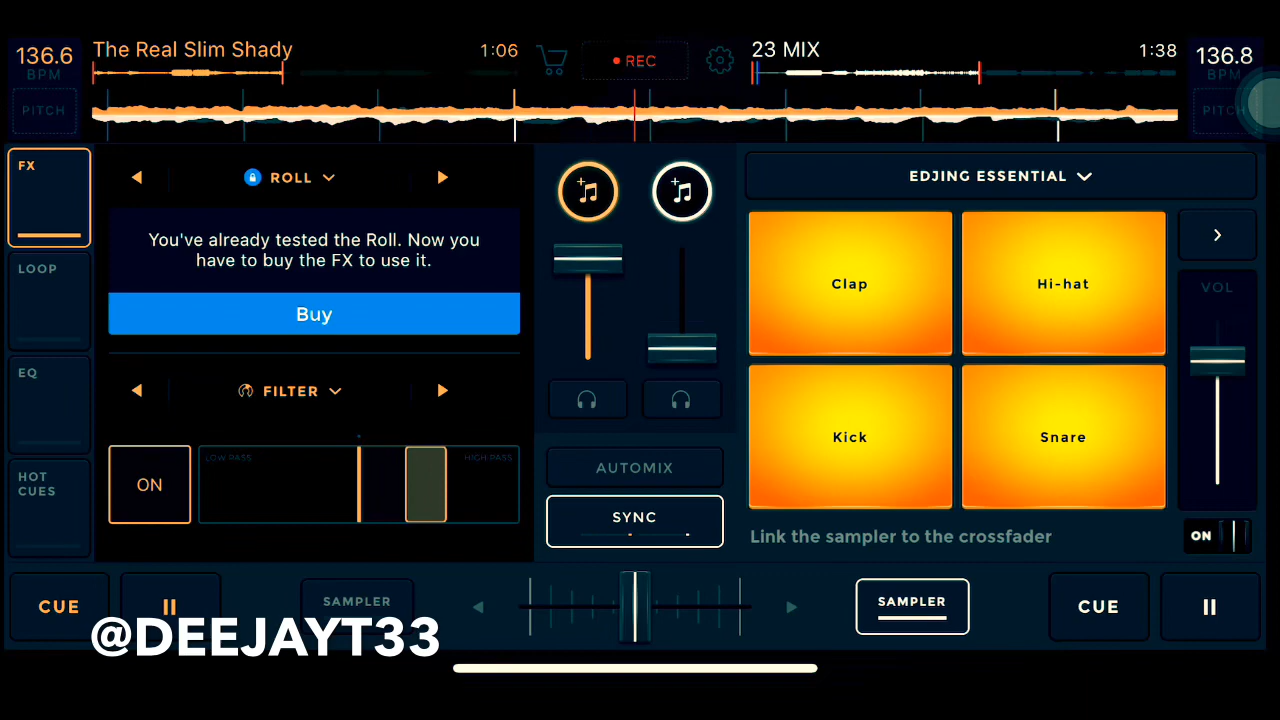 136.6
BPM
PITCH
The Real Slim Shady
1:06
REC
23 MIX
1:38
136.8
BPM
PITCH
FX
LOOP
EQ
HOT
CUES
ROLL
You've already tested the Roll. Now you
have to buy the FX to use it.
Buy
FILTER
ON
LOW PASS
HIGH PASS
AUTOMIX
SYNC
EDJING ESSENTIAL
Clap
Hi-hat
Kick
Snare
VOL
Link the sampler to the crossfader
ON
CUE
SAMPLER
SAMPLER
CUE
@DEEJAYT33